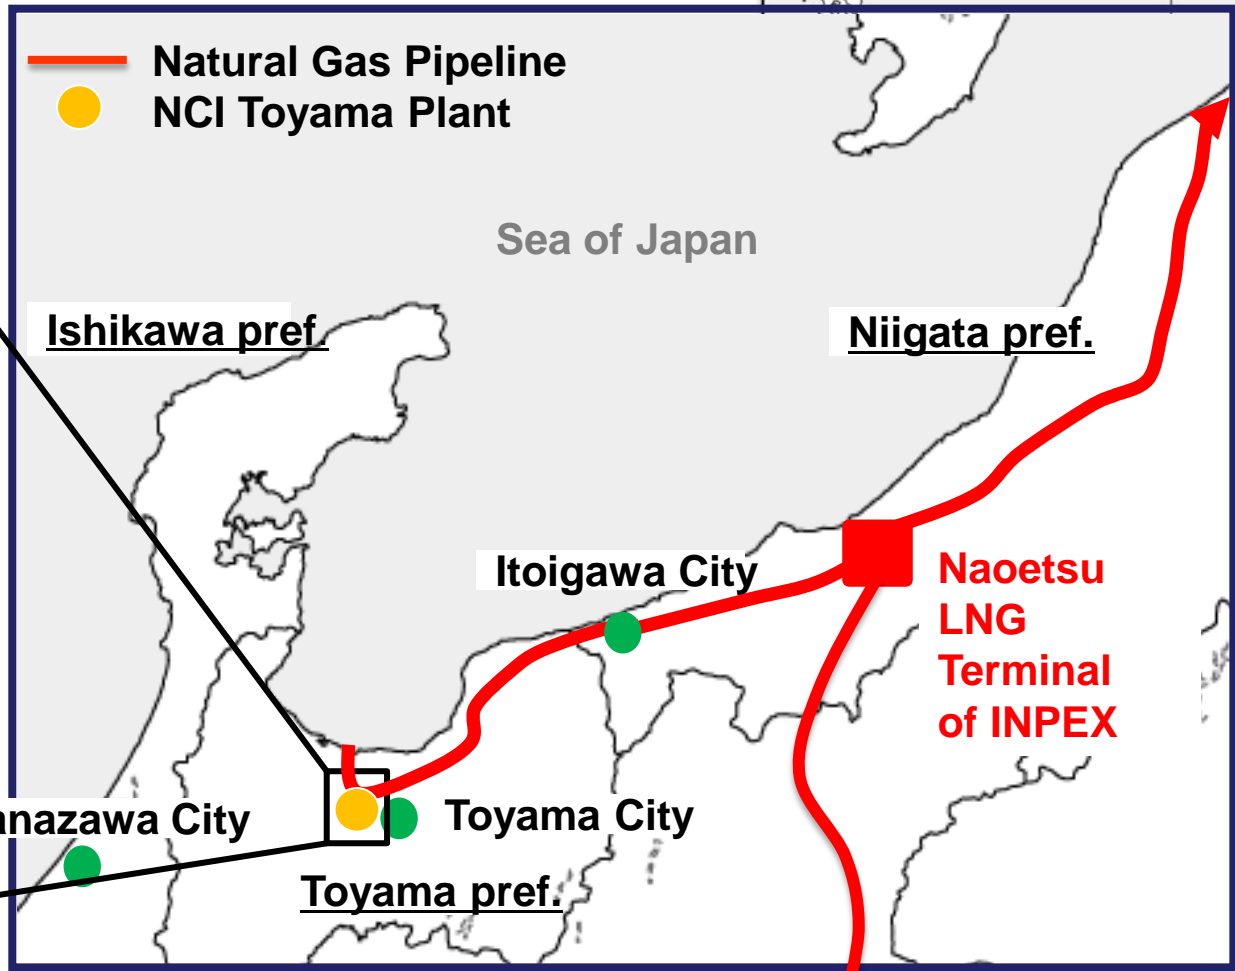 Natural Gas Pipeline
NCI Toyama Plant
Sea of Japan
Ishikawa pref.
Niigata pref.
Itoigawa City
Naoetsu
LNG
Terminal
of INPEX
anazawa City
Toyama City
Toyama pref.